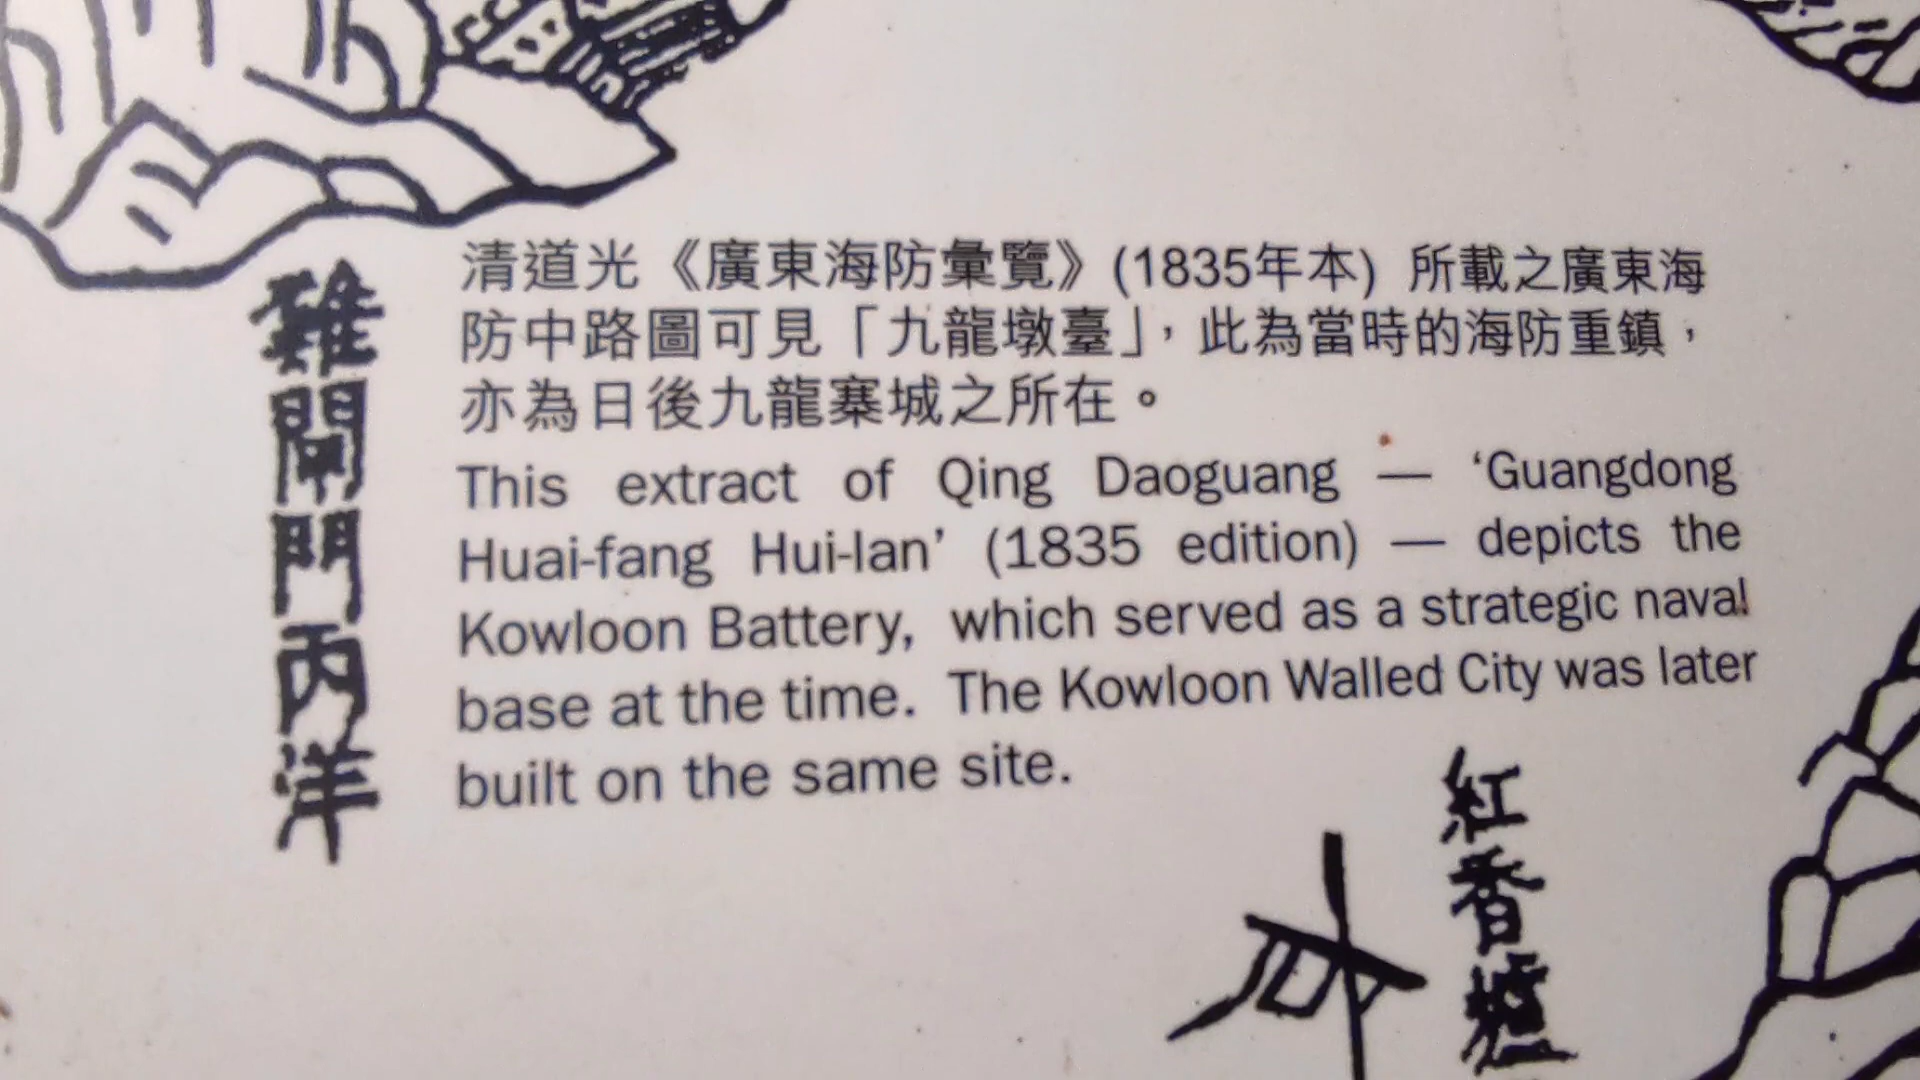 清道光《廣東海防彙覽》(1835年本) 所載之廣東海
防中路圖可見「九龍墩臺」，此為當時的海防重鎮，
亦為日後九龍寨城之所在。
This extract of Qing Daoguang — ‘Guangdong
Huai-fang Hui-lan’ (1835 edition) — depicts the
Kowloon Battery, which served as a strategic naval
base at the time. The Kowloon Walled City was later
built on the same site.
雞閘門丙洋
紅香爐